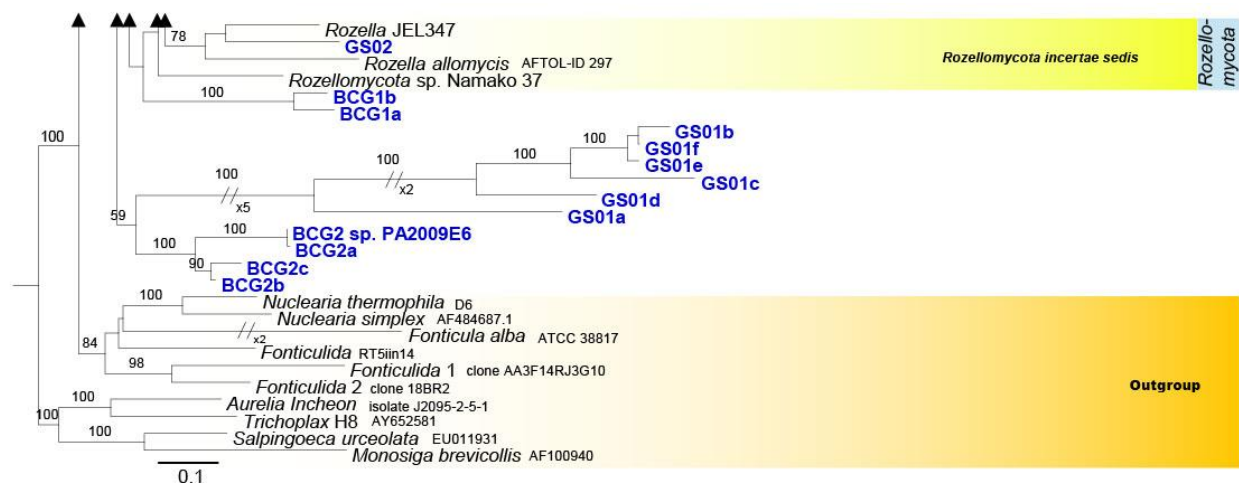 Rozella JEL347
78
GS02
Rozella allomycis AFTOL-ID 297
Rozellomycota incertae sedis
Rozello-
mycota
Rozellomycota sp. Namako 37
100
BCG1b
BCG1a
100
GS01b
100
GS01f
100
GS01e
100
x2
GS01c
100
x5
GS01d
GS01a
59
100
BCG2 sp. PA2009E6
100
BCG2a
90
BCG2c
BCG2b
100
Nuclearia thermophila D6
Nuclearia simplex AF484687.1
x2
Fonticula alba ATCC 38817
84
Fonticulida RT5iin14
98
Fonticulida 1 clone AA3F14RJ3G10
Fonticulida 2 clone 18BR2
Outgroup
100
Aurelia Incheon isolate J2095-2-5-1
100
Trichoplax H8 AY652581
100
Salpingoeca urceolata EU011931
Monosiga brevicollis AF100940
0.1